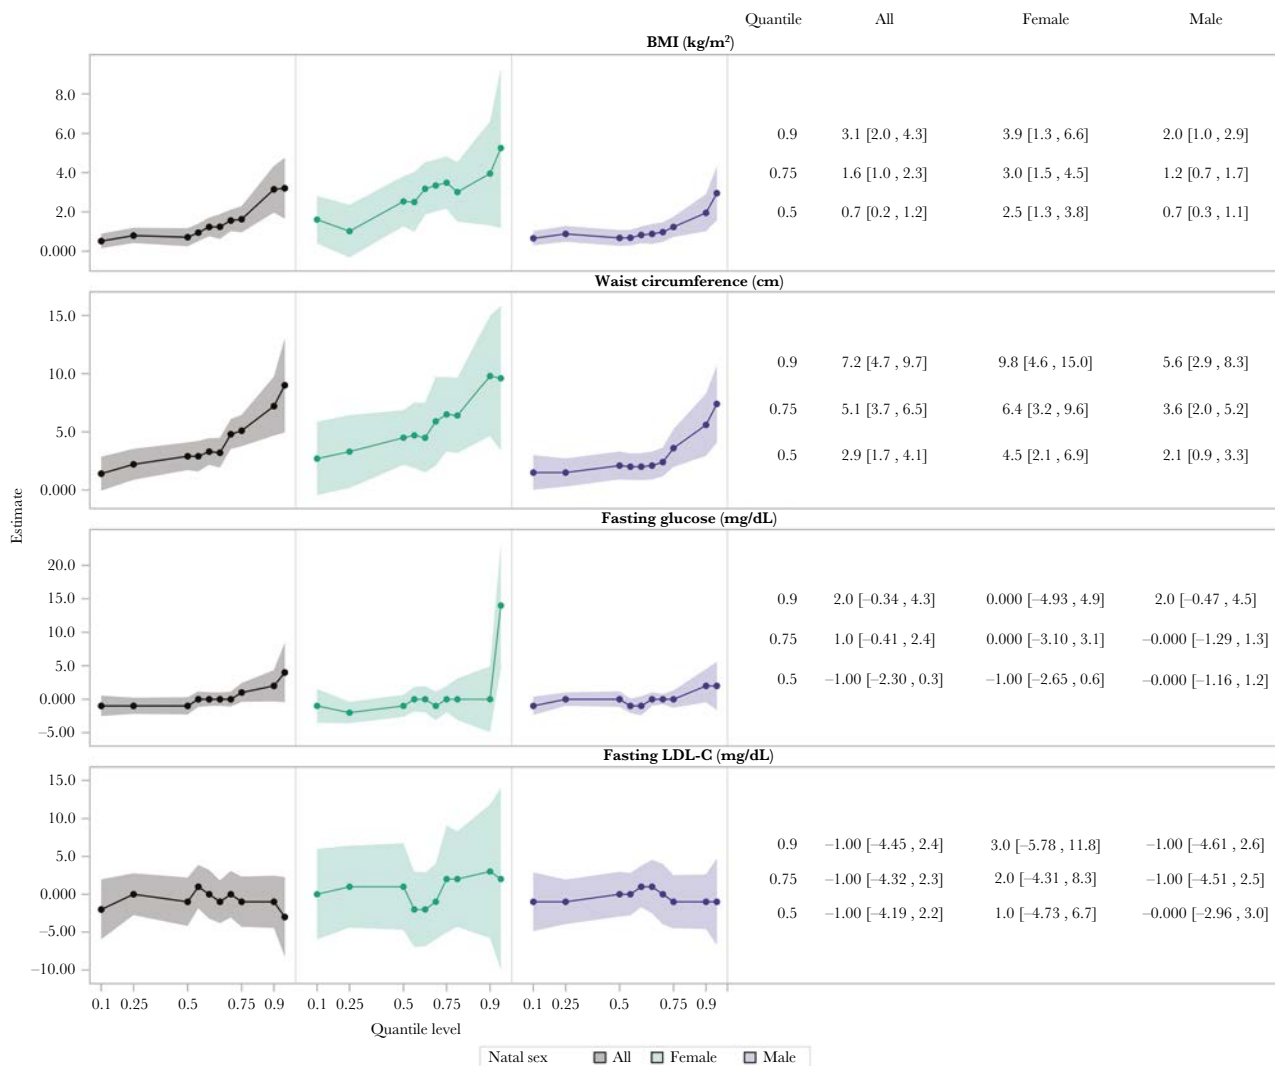 Quantile All Female Male
BMI (kg/m²)
8.0
6.0
4.0
2.0
0.000
0.9 3.1 [2.0 , 4.3] 3.9 [1.3 , 6.6] 2.0 [1.0 , 2.9]
0.75 1.6 [1.0 , 2.3] 3.0 [1.5 , 4.5] 1.2 [0.7 , 1.7]
0.5 0.7 [0.2 , 1.2] 2.5 [1.3 , 3.8] 0.7 [0.3 , 1.1]
Waist circumference (cm)
15.0
10.0
5.0
0.000
0.9 7.2 [4.7 , 9.7] 9.8 [4.6 , 15.0] 5.6 [2.9 , 8.3]
0.75 5.1 [3.7 , 6.5] 6.4 [3.2 , 9.6] 3.6 [2.0 , 5.2]
0.5 2.9 [1.7 , 4.1] 4.5 [2.1 , 6.9] 2.1 [0.9 , 3.3]
Estimate
Fasting glucose (mg/dL)
20.0
15.0
10.0
5.0
0.000
–5.00
0.9 2.0 [–0.34 , 4.3] 0.000 [–4.93 , 4.9] 2.0 [–0.47 , 4.5]
0.75 1.0 [–0.41 , 2.4] 0.000 [–3.10 , 3.1] –0.000 [–1.29 , 1.3]
0.5 –1.00 [–2.30 , 0.3] –1.00 [–2.65 , 0.6] –0.000 [–1.16 , 1.2]
Fasting LDL-C (mg/dL)
15.0
10.0
5.0
0.000
–5.00
–10.00
0.9 –1.00 [–4.45 , 2.4] 3.0 [–5.78 , 11.8] –1.00 [–4.61 , 2.6]
0.75 –1.00 [–4.32 , 2.3] 2.0 [–4.31 , 8.3] –1.00 [–4.51 , 2.5]
0.5 –1.00 [–4.19 , 2.2] 1.0 [–4.73 , 6.7] –0.000 [–2.96 , 3.0]
0.1 0.25 0.5 0.75 0.9 0.1 0.25 0.5 0.75 0.9 0.1 0.25 0.5 0.75 0.9
Quantile level
Natal sex All Female Male